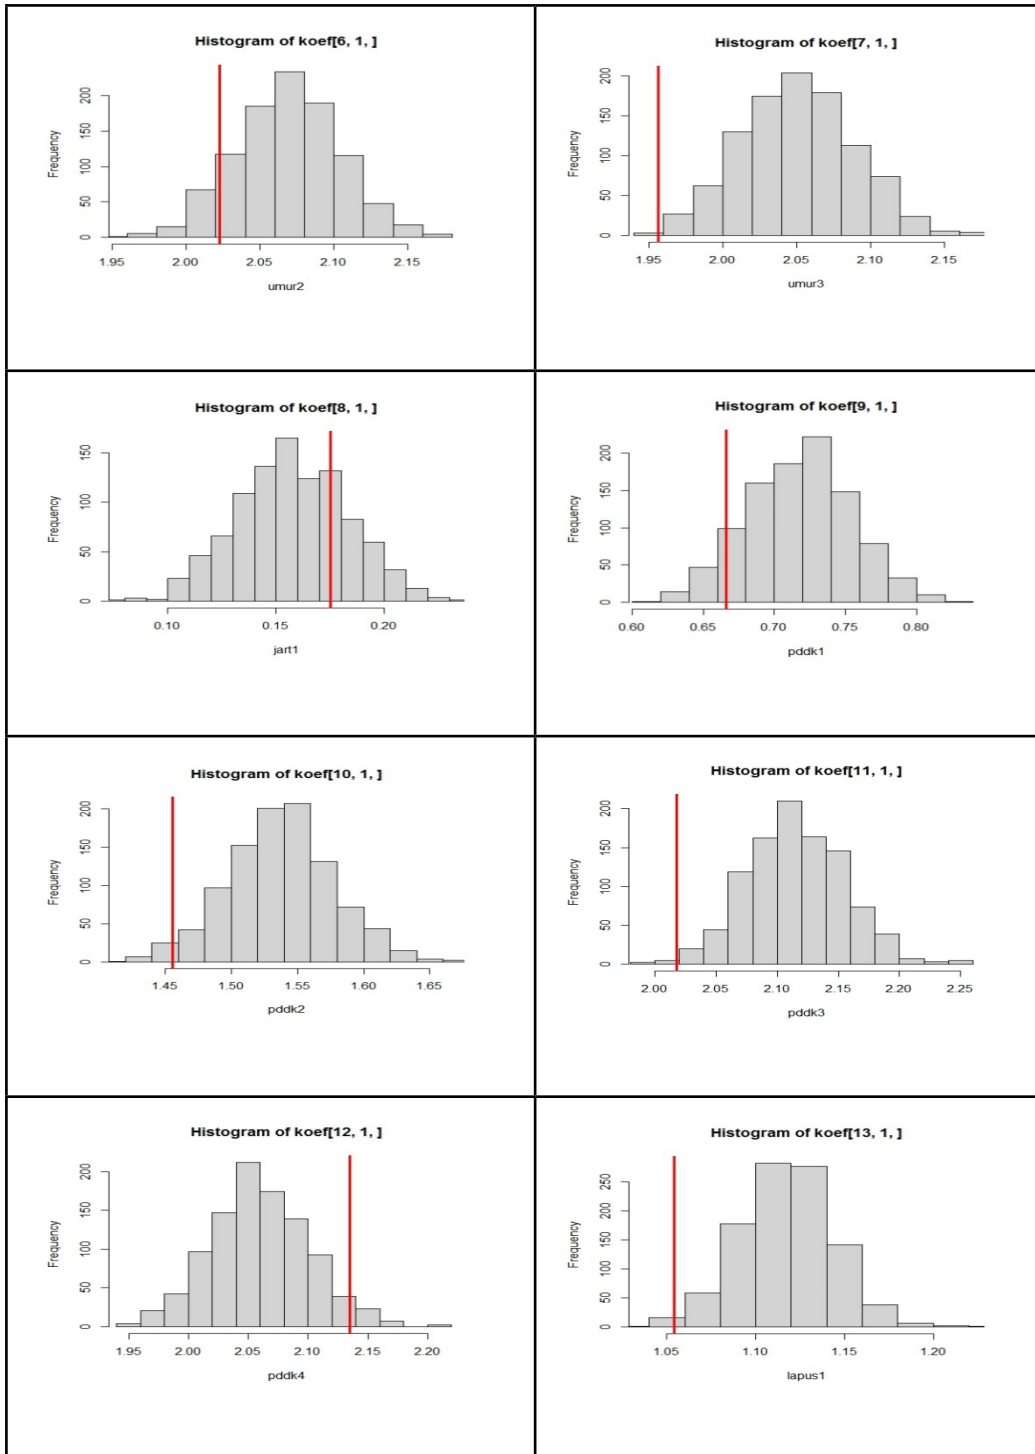 Histogram of koef[6, 1, ]
Frequency
0 50 100 150 200
1.95 2.00 2.05 2.10 2.15
umur2
Histogram of koef[7, 1, ]
Frequency
0 50 100 150 200
1.95 2.00 2.05 2.10 2.15
umur3
Histogram of koef[8, 1, ]
Frequency
0 50 100 150
0.10 0.15 0.20
jart1
Histogram of koef[9, 1, ]
Frequency
0 50 100 150 200
0.60 0.65 0.70 0.75 0.80
pddk1
Histogram of koef[10, 1, ]
Frequency
0 50 100 150 200
1.45 1.50 1.55 1.60 1.65
pddk2
Histogram of koef[11, 1, ]
Frequency
0 50 100 150 200
2.00 2.05 2.10 2.15 2.20 2.25
pddk3
Histogram of koef[12, 1, ]
Frequency
0 50 100 150 200
1.95 2.00 2.05 2.10 2.15 2.20
pddk4
Histogram of koef[13, 1, ]
Frequency
0 50 100 150 200 250
1.05 1.10 1.15 1.20
lapus1